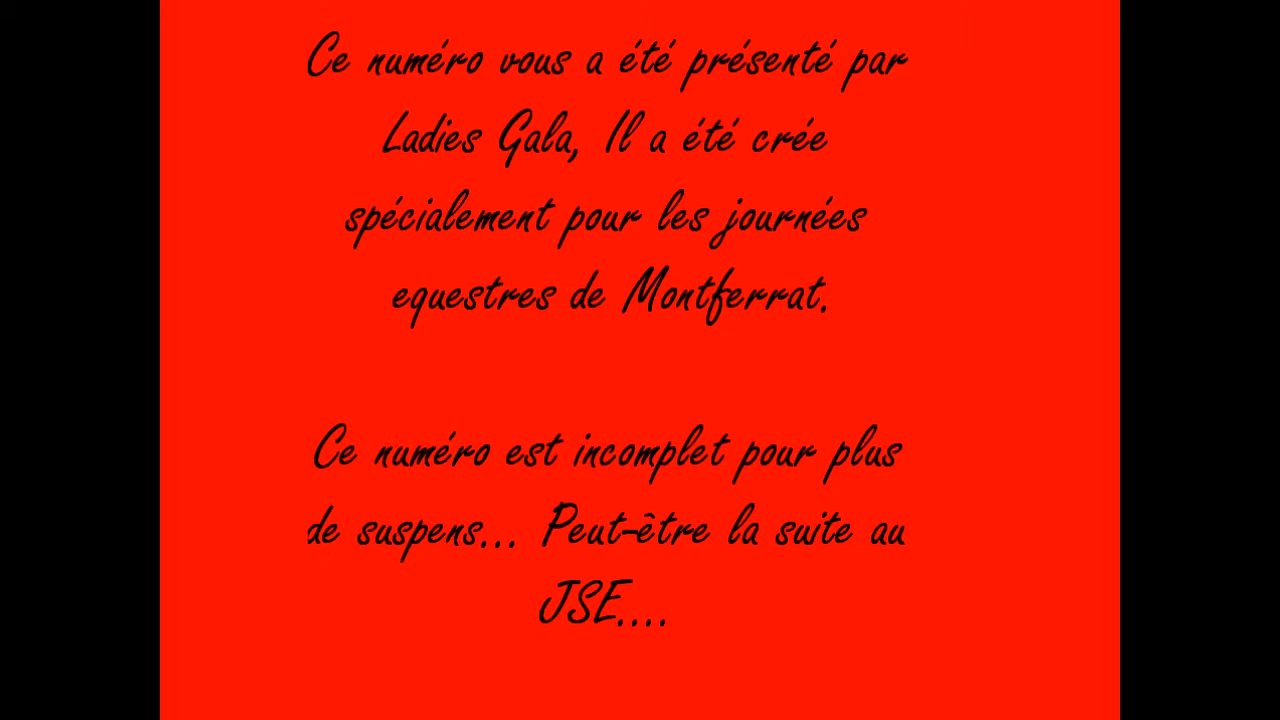 Ce numéro vous a été présenté par
Ladies Gala, Il a été crée
spécialement pour les journées
equestres de Montferrat.
Ce numéro est incomplet pour plus
de suspens... Peut-être la suite au
JSE....